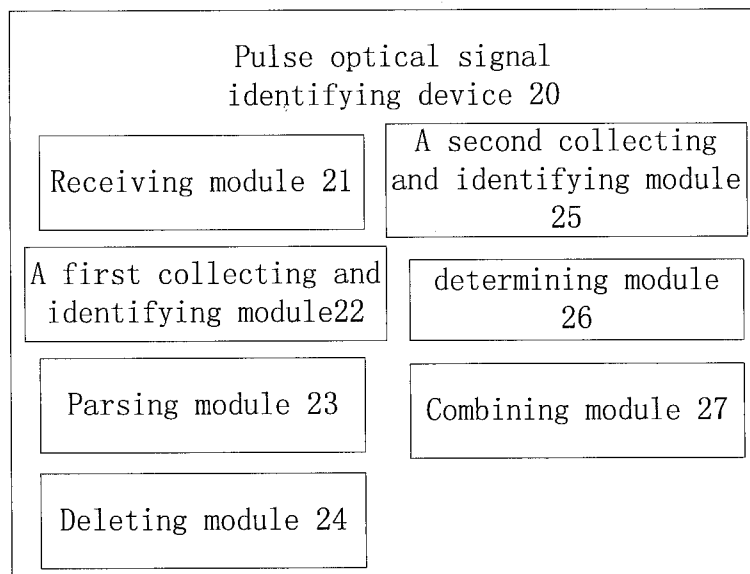 Pulse optical signal
identifying device 20
Receiving module 21
A second collecting
and identifying module
25
A first collecting and
identifying module22
determining module
26
Parsing module 23
Combining module 27
Deleting module 24